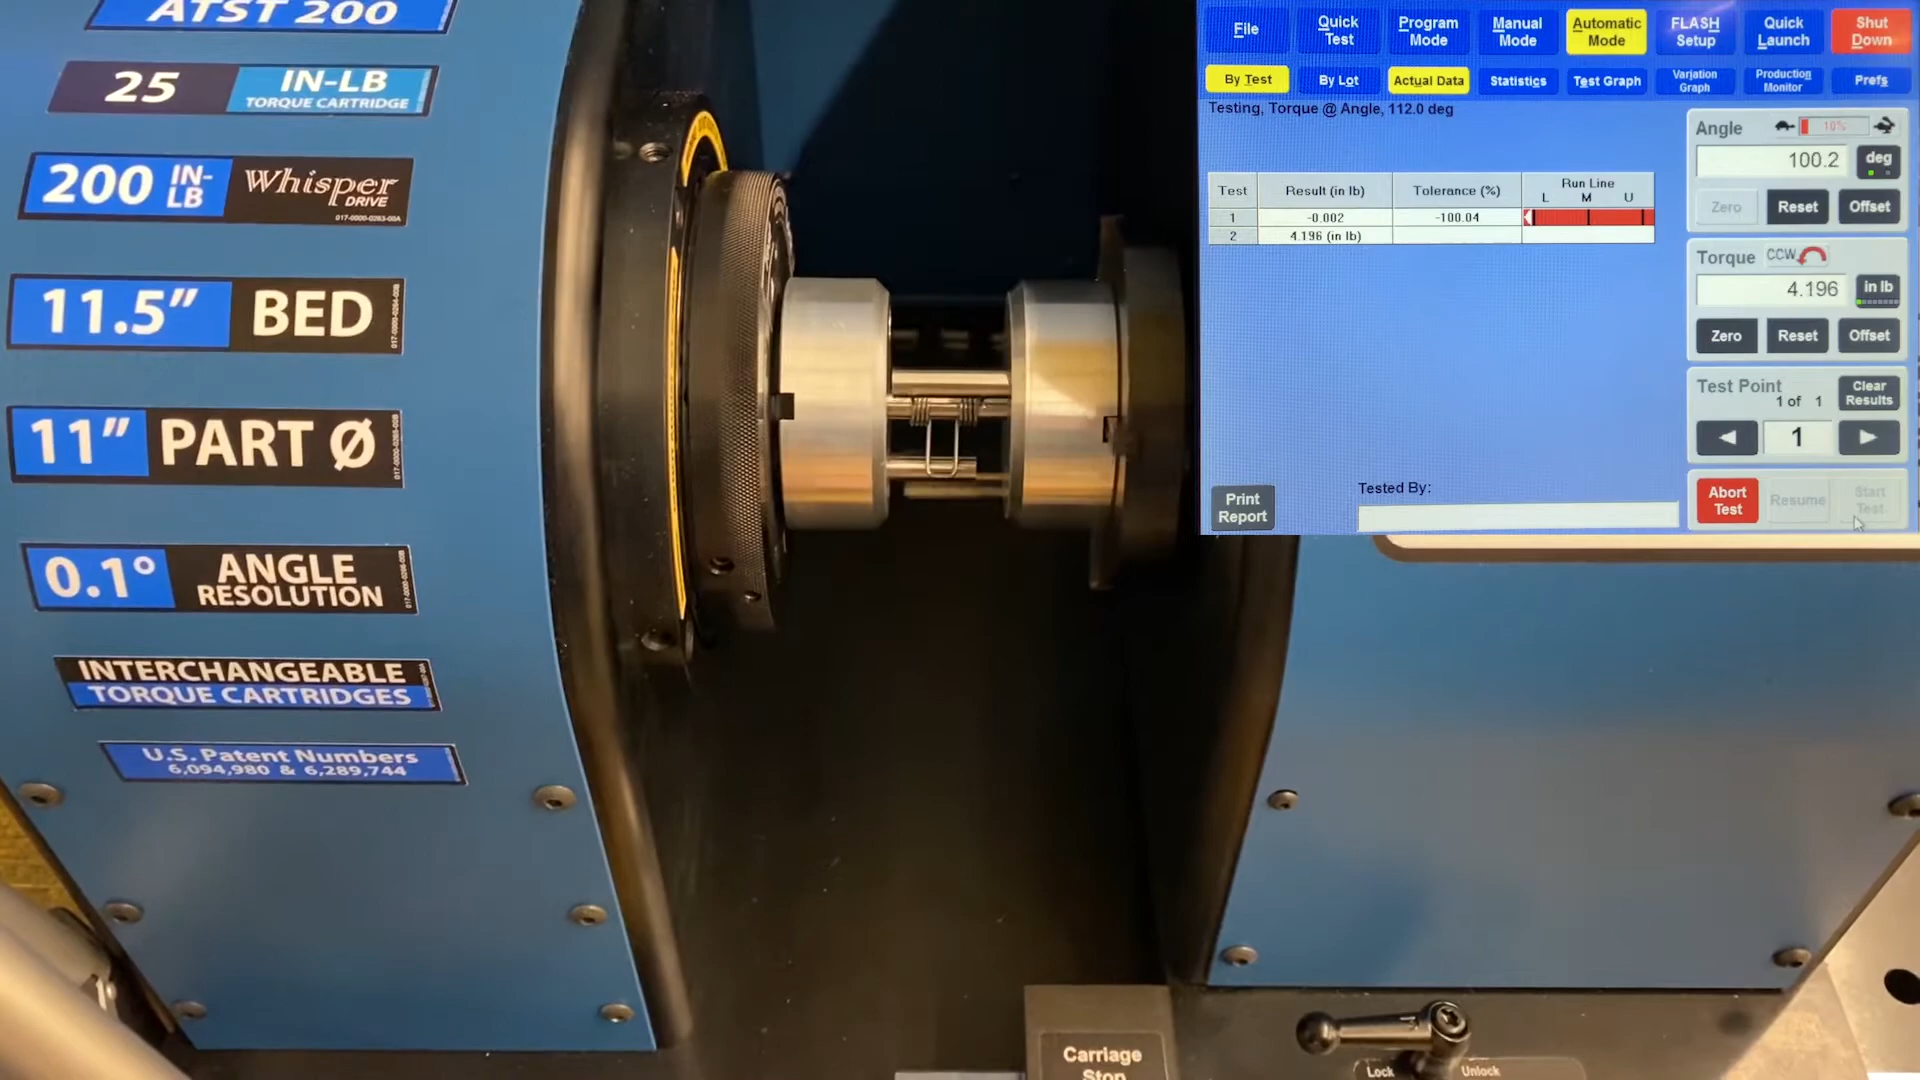 ATST 200
25 IN-LB
TORQUE CARTRIDGE
200 IN-LB Whisper
DRIVE
017-0000-0263-00A
11.5” BED
11” PART Ø
0.1° ANGLE
RESOLUTION
INTERCHANGEABLE
TORQUE CARTRIDGES
U.S. Patent Numbers
6,094,980 & 6,289,744
File Quick Test Program Mode Manual Mode Automatic Mode FLASH Setup Quick Launch Shut Down
By Test By Lot Actual Data Statistics Test Graph Variation Graph Production Monitor Prefs
Testing, Torque @ Angle, 112.0 deg
Test Result (in lb) Tolerance (%) Run Line
L M U
1 -0.002 -100.04
2 4.196 (in lb)
Angle 10%
100.2 deg
Zero Reset Offset
Torque CCW
4.196 in lb
Zero Reset Offset
Test Point
1 of 1
Clear Results
1
Print Report
Tested By:
Abort Test Resume Start Test
Carriage
Stop
Lock Unlock